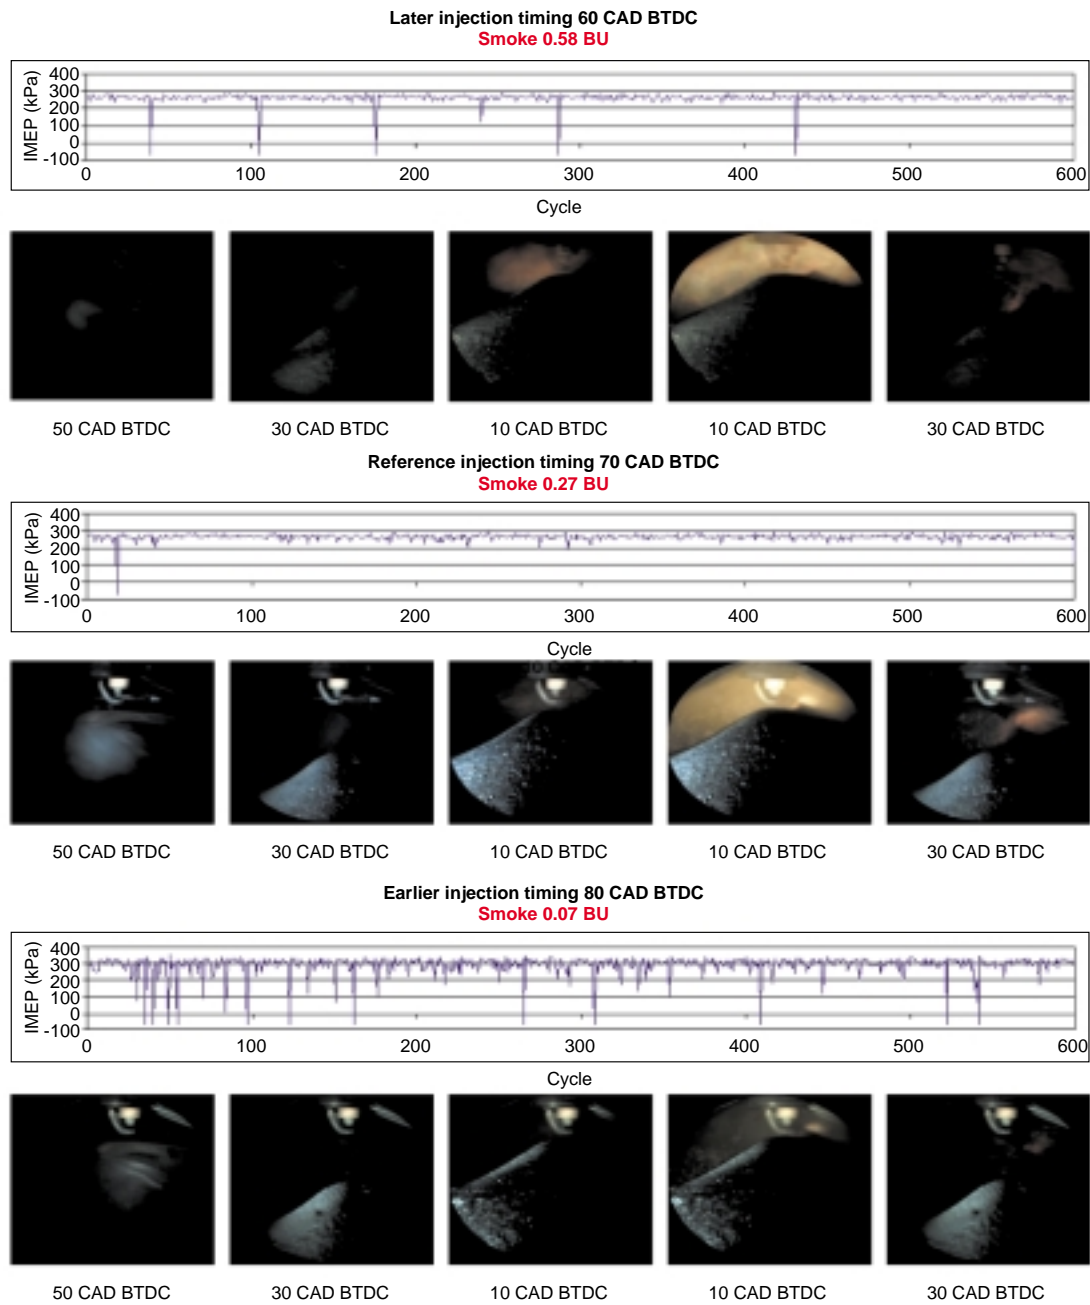 Later injection timing 60 CAD BTDC
Smoke 0.58 BU
IMEP (kPa)
400
300
200
100
0
-100
0 100 200 300 400 500 600
Cycle
50 CAD BTDC 30 CAD BTDC 10 CAD BTDC 10 CAD BTDC 30 CAD BTDC
Reference injection timing 70 CAD BTDC
Smoke 0.27 BU
IMEP (kPa)
400
300
200
100
0
-100
0 100 200 300 400 500 600
Cycle
50 CAD BTDC 30 CAD BTDC 10 CAD BTDC 10 CAD BTDC 30 CAD BTDC
Earlier injection timing 80 CAD BTDC
Smoke 0.07 BU
IMEP (kPa)
400
300
200
100
0
-100
0 100 200 300 400 500 600
Cycle
50 CAD BTDC 30 CAD BTDC 10 CAD BTDC 10 CAD BTDC 30 CAD BTDC